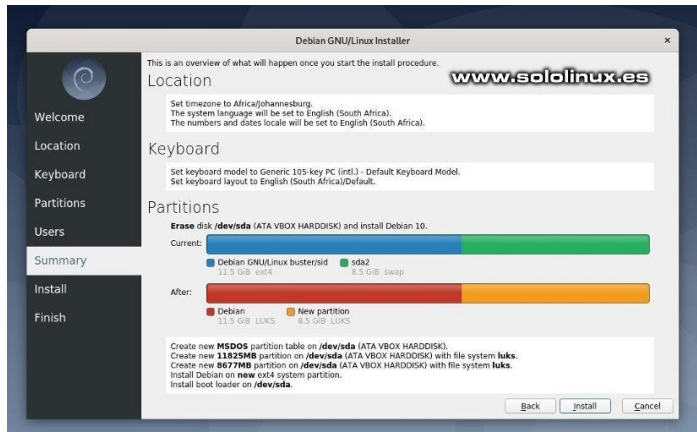 Debian GNU/Linux Installer
This is an overview of what will happen once you start the install procedure.
www.sololinux.es
Location
Set timezone to Africa/Johannesburg.
The system language will be set to English (South Africa).
The numbers and dates locale will be set to English (South Africa).
Keyboard
Set keyboard model to Generic 105-key PC (intl.) - Default Keyboard Model.
Set keyboard layout to English (South Africa)/Default.
Partitions
Erase disk /dev/sda (ATA VBOX HARDDISK) and install Debian 10.
Current:
Debian GNU/Linux buster/sid sda2
11.5 GiB ext4 8.5 GiB swap
After:
Debian New partition
11.5 GiB LUKS 8.5 GiB LUKS
Create new MSDOS partition table on /dev/sda (ATA VBOX HARDDISK).
Create new 11825MB partition on /dev/sda (ATA VBOX HARDDISK) with file system luks.
Create new 8677MB partition on /dev/sda (ATA VBOX HARDDISK) with file system luks.
Install Debian on new ext4 system partition.
Install boot loader on /dev/sda.
Welcome
Location
Keyboard
Partitions
Users
Summary
Install
Finish
Back Install Cancel